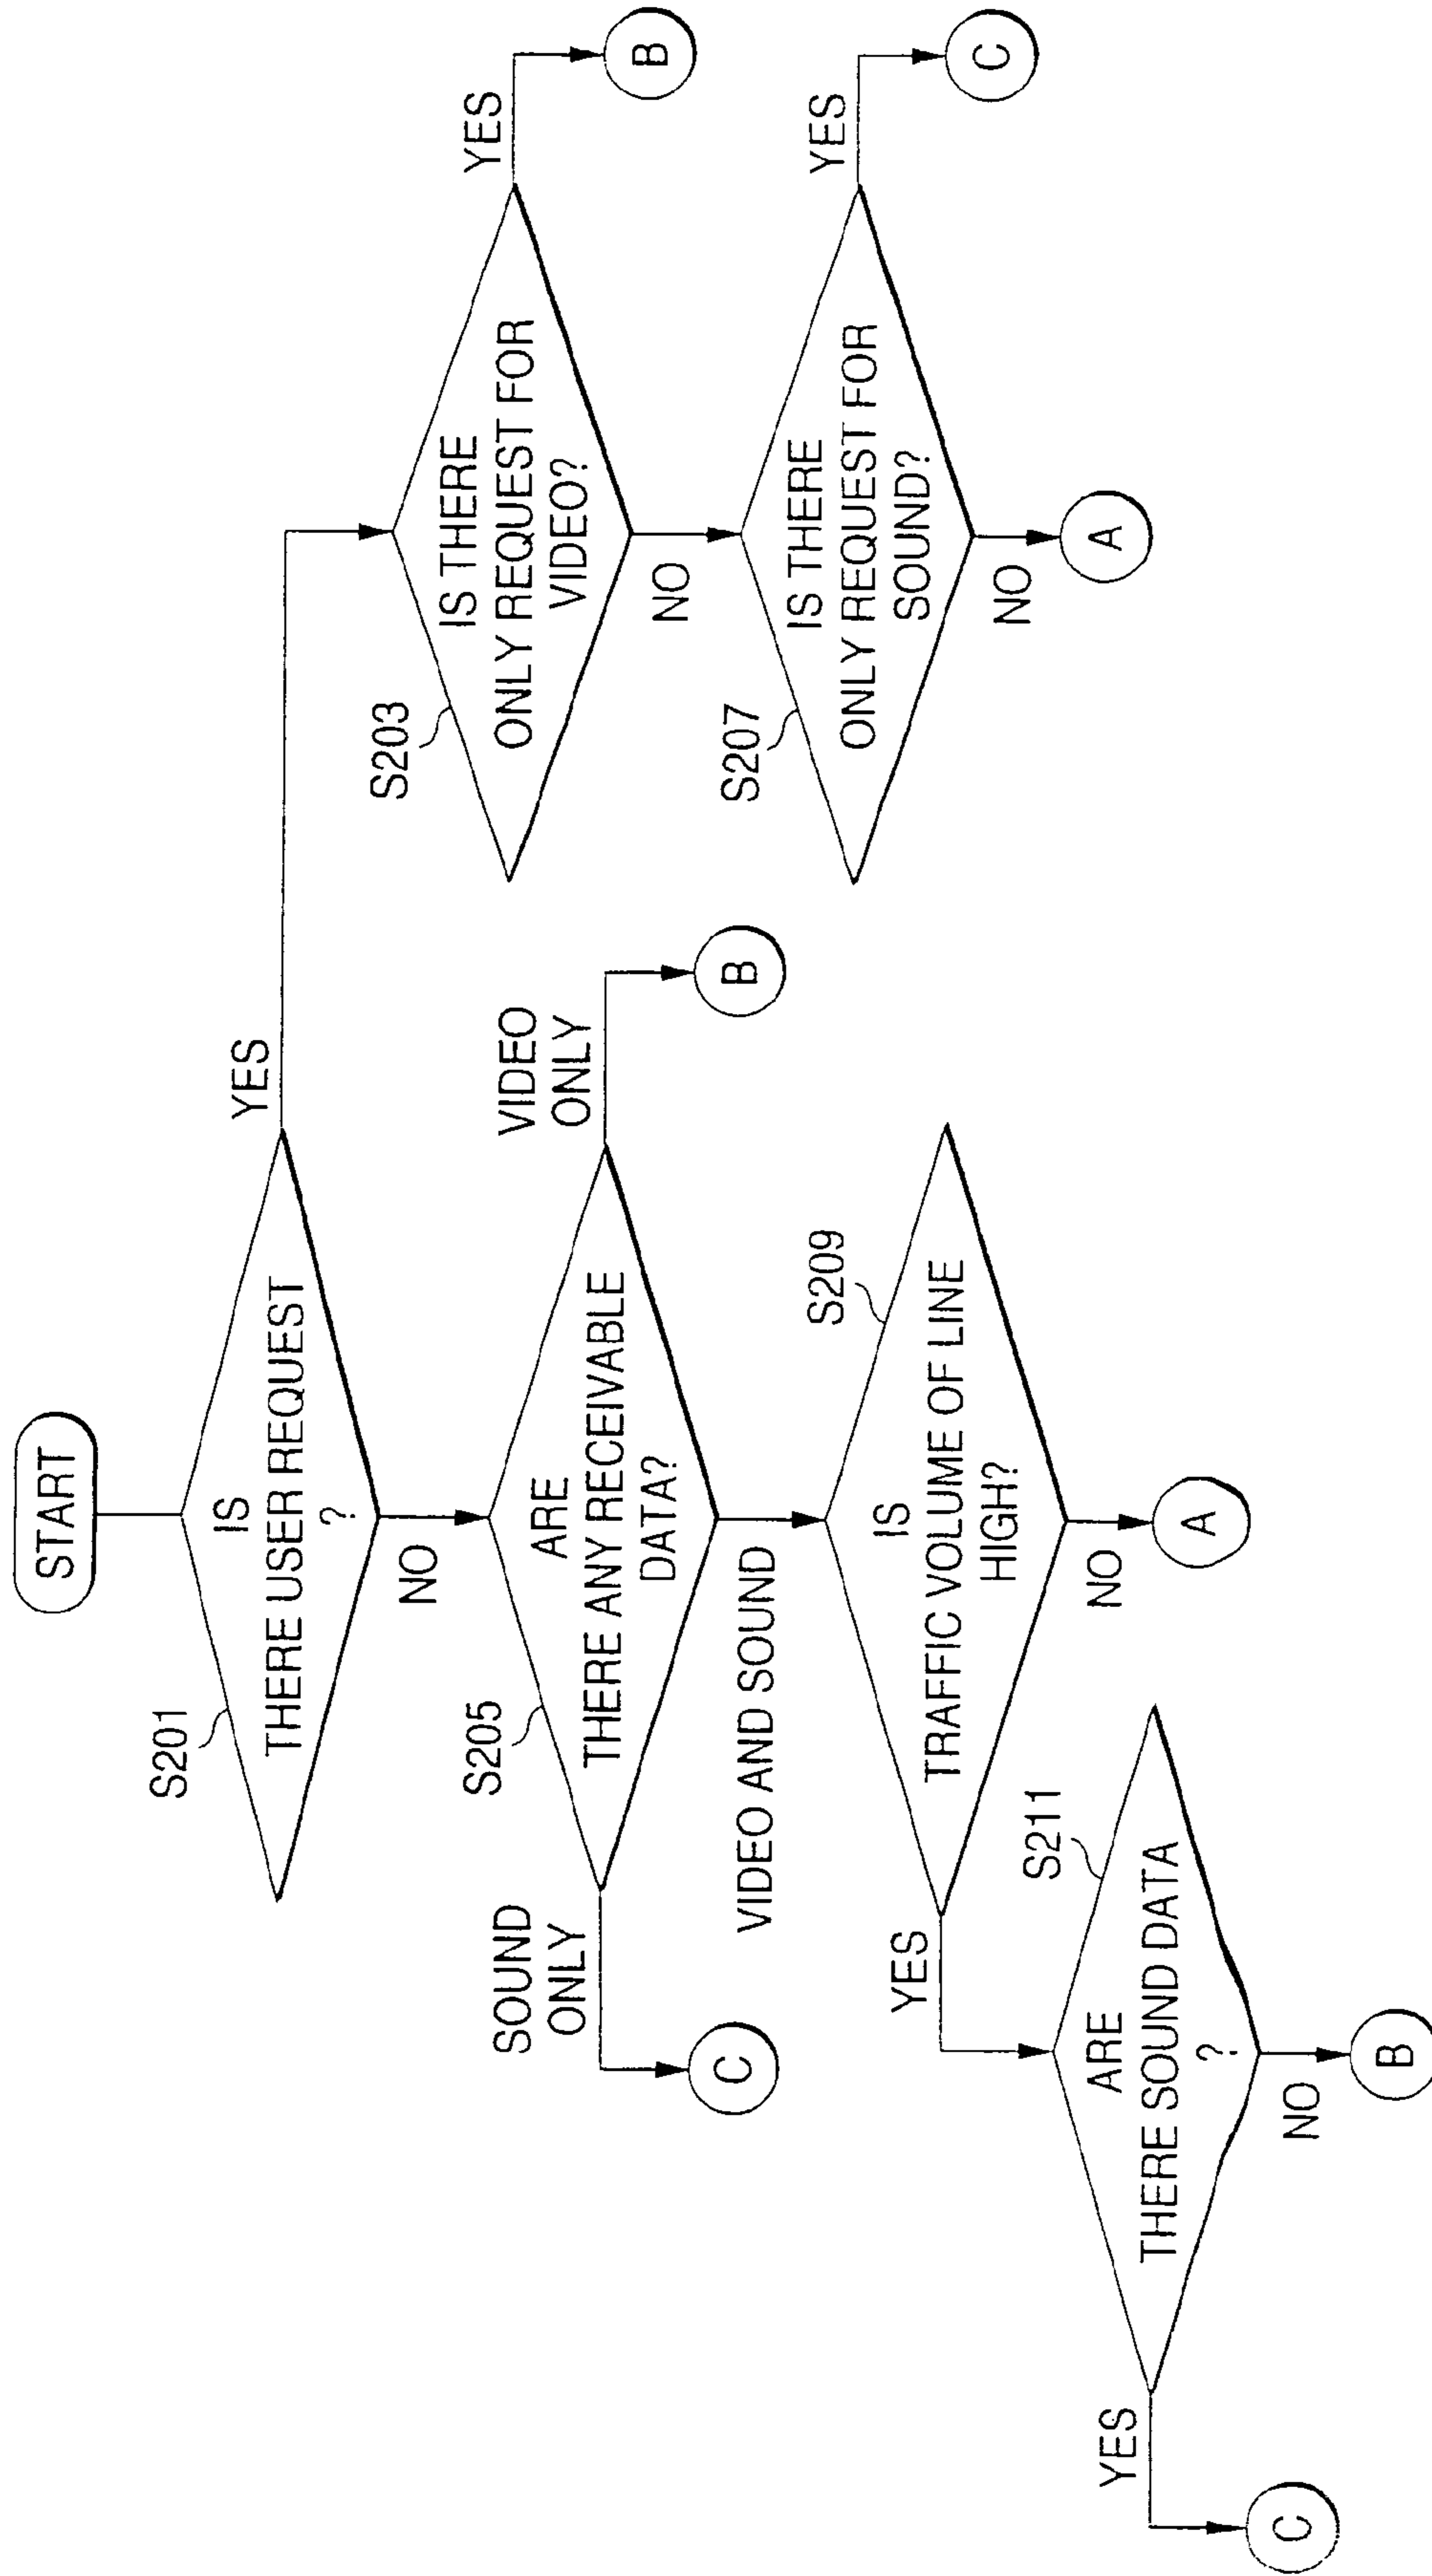 START
S201
IS
THERE USER REQUEST
?
YES
NO
S203
IS THERE
ONLY REQUEST FOR
VIDEO?
YES
B
NO
S207
IS THERE
ONLY REQUEST FOR
SOUND?
YES
C
NO
A
S205
ARE
THERE ANY RECEIVABLE
DATA?
SOUND
ONLY
C
VIDEO
ONLY
B
VIDEO AND SOUND
S209
IS
TRAFFIC VOLUME OF LINE
HIGH?
YES
NO
A
S211
ARE
THERE SOUND DATA
?
YES
C
NO
B